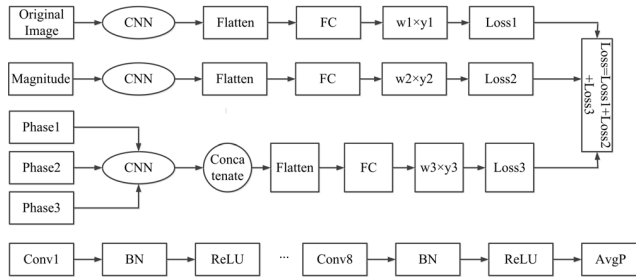 Original
Image
CNN
Flatten
FC
w1×y1
Loss1
Magnitude
CNN
Flatten
FC
w2×y2
Loss2
Loss=Loss1+Loss2
+Loss3
Phase1
Phase2
Phase3
CNN
Conca
tenate
Flatten
FC
w3×y3
Loss3
Conv1
BN
ReLU
...
Conv8
BN
ReLU
AvgP